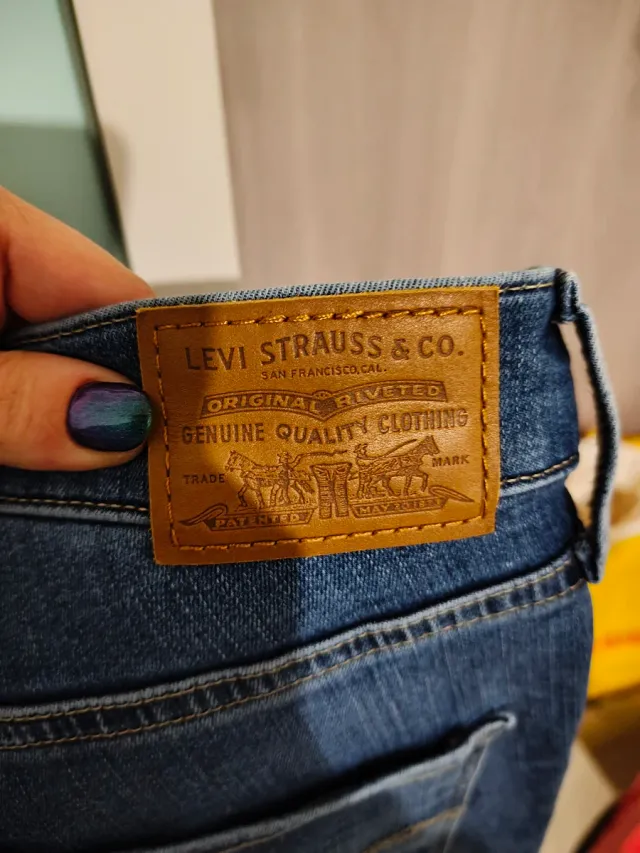 LEVI STRAUSS & CO.
SAN FRANCISCO, CAL.
ORIGINAL RIVETED
GENUINE QUALITY CLOTHING
TRADE MARK
PATENTED MAY 20 1873